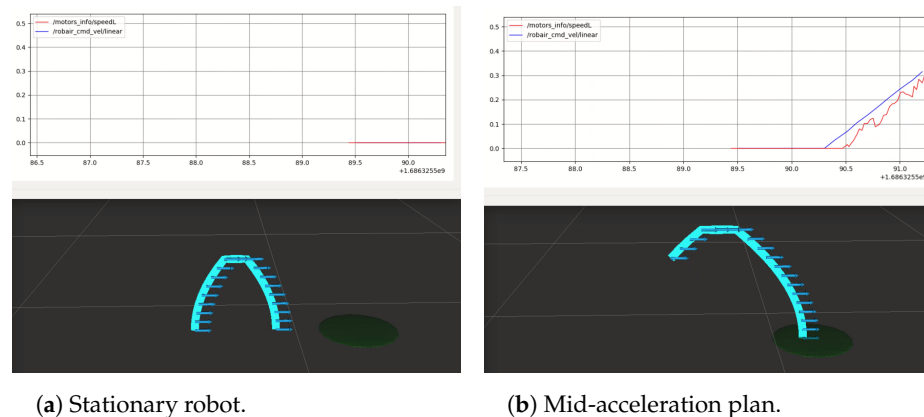 /motors_info/speedL
/robair_cmd_vel/linear
0.5
0.4
0.3
0.2
0.1
0.0
86.5 87.0 87.5 88.0 88.5 89.0 89.5 90.0
+1.6863255e9
/motors_info/speedL
/robair_cmd_vel/linear
0.5
0.4
0.3
0.2
0.1
0.0
87.5 88.0 88.5 89.0 89.5 90.0 90.5 91.0
+1.6863255e9
(a) Stationary robot.
(b) Mid-acceleration plan.